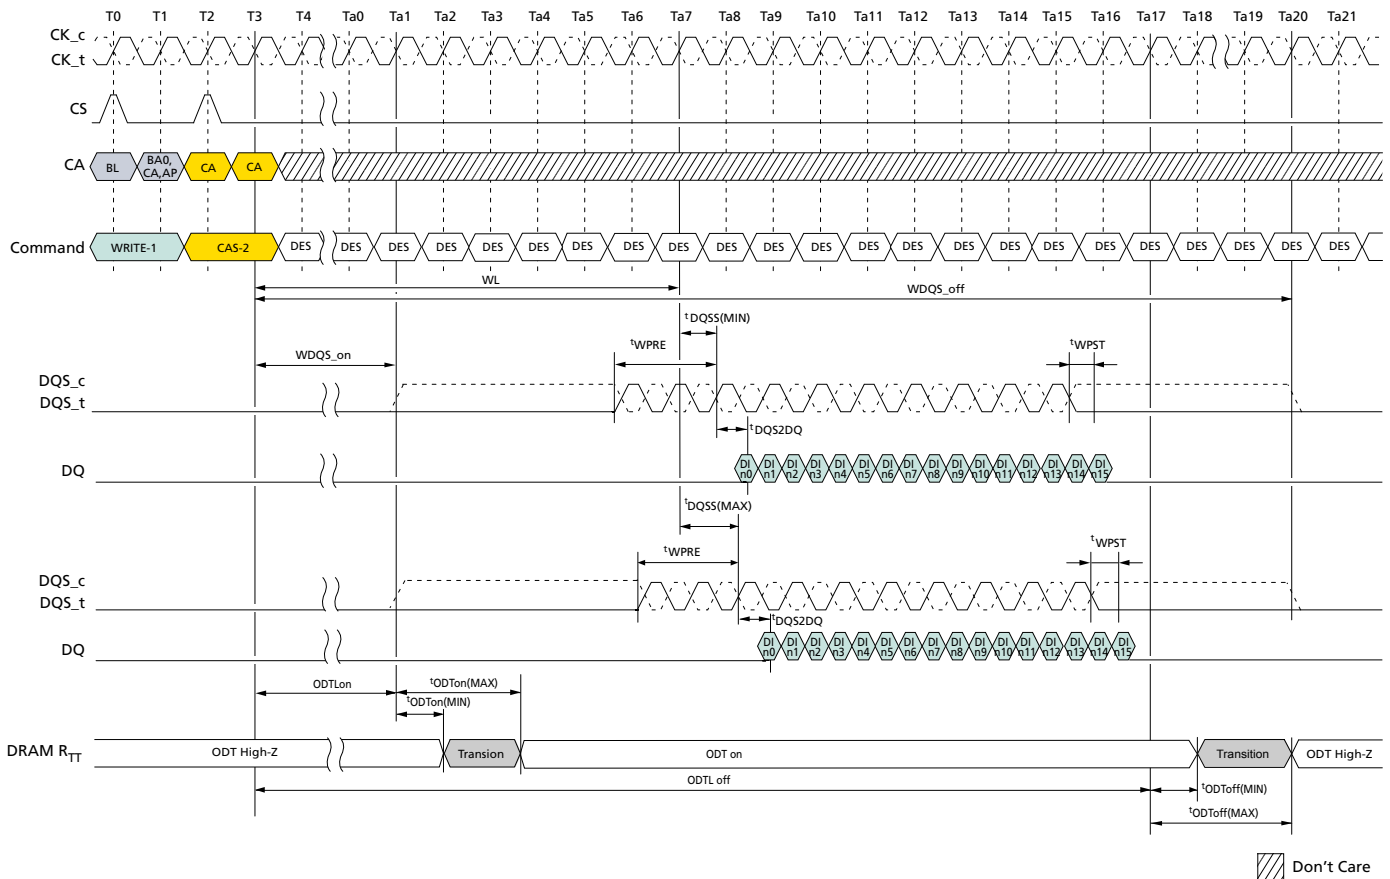 T0 T1 T2 T3 T4 Ta0 Ta1 Ta2 Ta3 Ta4 Ta5 Ta6 Ta7 Ta8 Ta9 Ta10 Ta11 Ta12 Ta13 Ta14 Ta15 Ta16 Ta17 Ta18 Ta19 Ta20 Ta21
CK_c
CK_t
CS
CA BL BA0, CA,AP CA CA
Command WRITE-1 CAS-2 DES DES DES DES DES DES DES DES DES DES DES DES DES DES DES DES DES DES DES DES DES DES DES
WL
WDQS_off
tDQSS(MIN)
WDQS_on tWPRE tWPST
DQS_c
DQS_t
tDQS2DQ
DQ DI n0 DI n1 DI n2 DI n3 DI n4 DI n5 DI n6 DI n7 DI n8 DI n9 DI n10 DI n11 DI n12 DI n13 DI n14 DI n15
tDQSS(MAX)
tWPRE tWPST
DQS_c
DQS_t
tDQS2DQ
DQ DI n0 DI n1 DI n2 DI n3 DI n4 DI n5 DI n6 DI n7 DI n8 DI n9 DI n10 DI n11 DI n12 DI n13 DI n14 DI n15
ODTLon tODTon(MAX)
tODTon(MIN)
DRAM RTT ODT High-Z Transion ODT on Transition ODT High-Z
ODTL off tODToff(MIN)
tODToff(MAX)
Don't Care